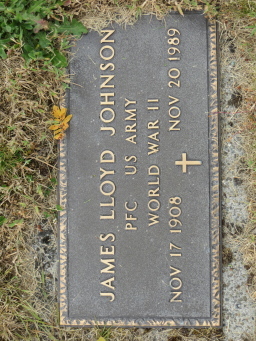 JAMES LLOYD JOHNSON
PFC US ARMY
WORLD WAR II
NOV 17 1908 NOV 20 1989